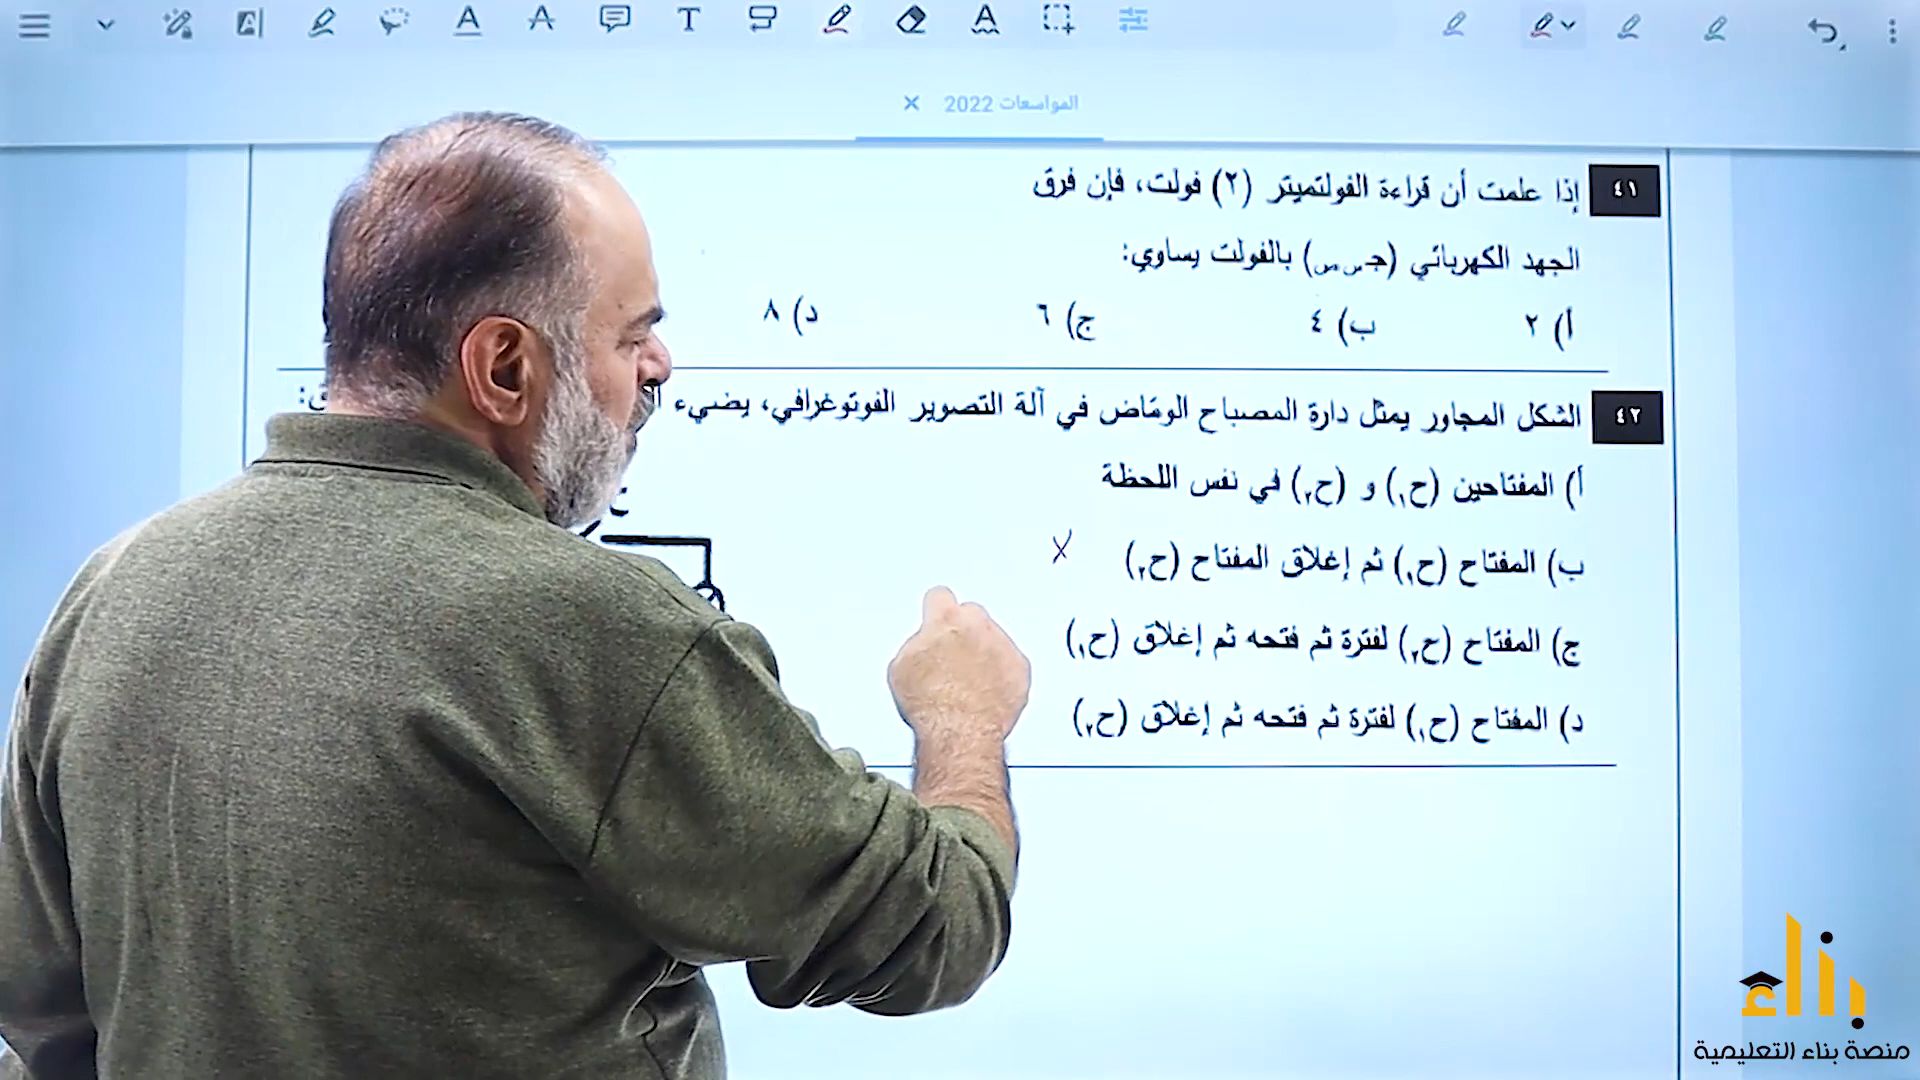 المواسعات 2022
٤١ إذا علمت أن قراءة الفولتميتر (٢) فولت، فإن فرق
الجهد الكهربائي (جـ س ص) بالفولت يساوي:
أ) ٢ ب) ٤ ج) ٦ د) ٨
٤٢ الشكل المجاور يمثل دارة المصباح الومّاض في آلة التصوير الفوتوغرافي، يضيء
أ) المفتاحين (ح١) و (ح٢) في نفس اللحظة
ب) المفتاح (ح١) ثم إغلاق المفتاح (ح٢) X
ج) المفتاح (ح٢) لفترة ثم فتحه ثم إغلاق (ح١)
د) المفتاح (ح١) لفترة ثم فتحه ثم إغلاق (ح٢)
بناء
منصة بناء التعليمية